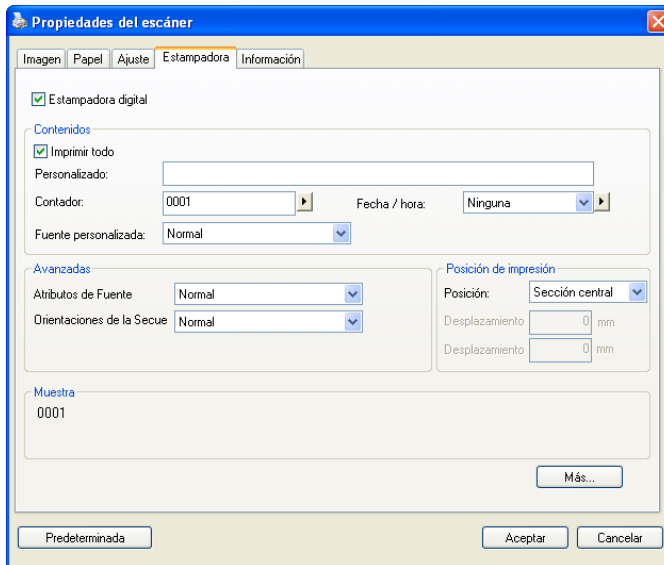 Propiedades del escáner
Imagen Papel Ajuste Estampadora Información
Estampadora digital
Contenidos
Imprimir todo
Personalizado:
Contador: 0001 Fecha / hora: Ninguna
Fuente personalizada: Normal
Avanzadas
Atributos de Fuente Normal
Orientaciones de la Secue Normal
Posición de impresión
Posición: Sección central
Desplazamiento 0 mm
Desplazamiento 0 mm
Muestra
0001
Más...
Predeterminada Aceptar Cancelar